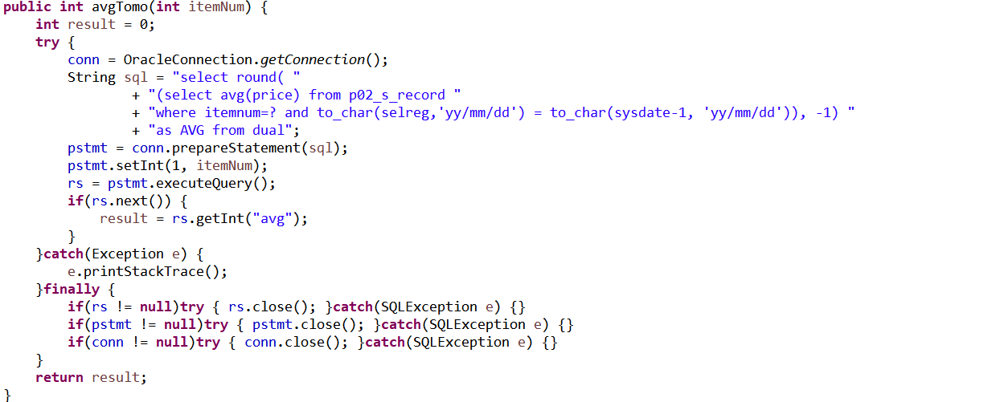 public int avgTomo(int itemNum) {
    int result = 0;
    try {
        conn = OracleConnection.getConnection();
        String sql = "select round( "
                + "(select avg(price) from p02_s_record "
                + "where itemnum=? and to_char(selreg,'yy/mm/dd') = to_char(sysdate-1, 'yy/mm/dd')), -1) "
                + "as AVG from dual";
        pstmt = conn.prepareStatement(sql);
        pstmt.setInt(1, itemNum);
        rs = pstmt.executeQuery();
        if(rs.next()) {
            result = rs.getInt("avg");
        }
    }catch(Exception e) {
        e.printStackTrace();
    }finally {
        if(rs != null)try { rs.close(); }catch(SQLException e) {}
        if(pstmt != null)try { pstmt.close(); }catch(SQLException e) {}
        if(conn != null)try { conn.close(); }catch(SQLException e) {}
    }
    return result;
}